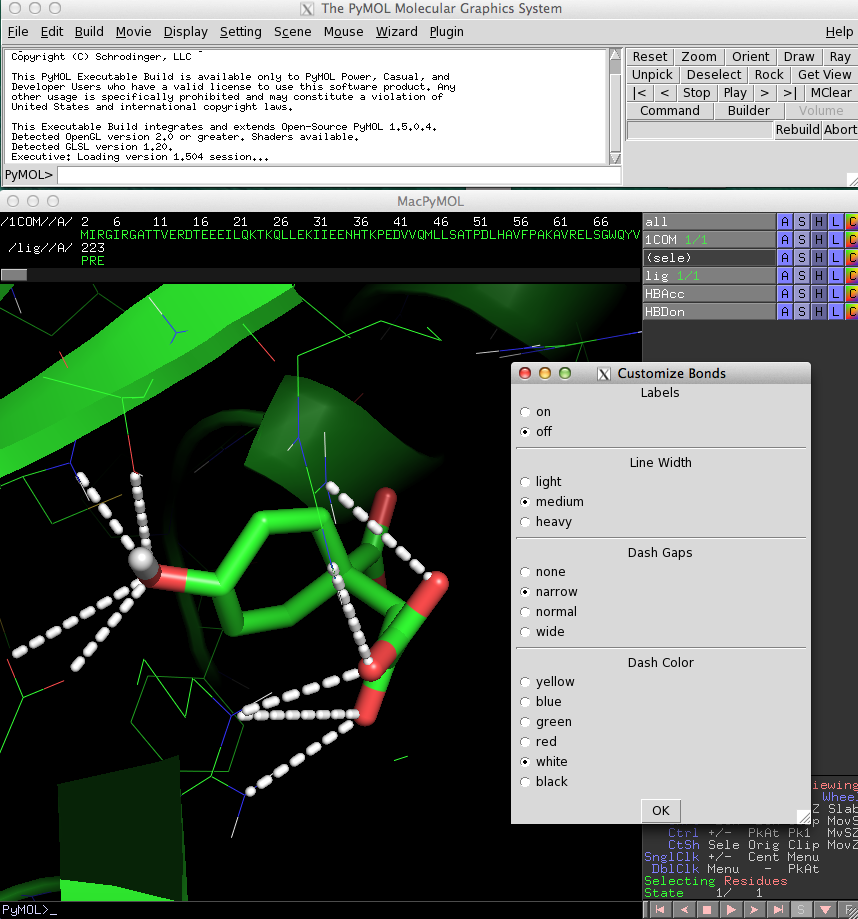 The PyMOL Molecular Graphics System
File Edit Build Movie Display Setting Scene Mouse Wizard Plugin Help
Copyright (C) Schrodinger, LLC
This PyMOL Executable Build is available only to PyMOL Power, Casual, and
Developer Users who have a valid license to use this software product. Any
other usage is specifically prohibited and may constitute a violation of
United States and international copyright laws.
This Executable Build integrates and extends Open-Source PyMOL 1.5.0.4.
Detected OpenGL version 2.0 or greater. Shaders available.
Detected GLSL version 1.20.
Executive: Loading version 1.504 session...
PyMOL>
Reset Zoom Orient Draw Ray
Unpick Deselect Rock Get View
|< < Stop Play > >| MClear
Command Builder Volume
Rebuild Abort
MacPyMOL
/1COM//A/ 2 6 11 16 21 26 31 36 41 46 51 56 61 66
MIRGIRGATTVERDTEEEILQKTKQLLEKIIEENHTKPEDVVQMLLSATPDLHAVFPAKAVRELSGWQYV
/lig//A/ 223
PRE
all A S H L C
1COM 1/1 A S H L C
(sele) A S H L C
lig 1/1 A S H L C
HBAcc A S H L C
HBDon A S H L C
Customize Bonds
Labels
on
off
Line Width
light
medium
heavy
Dash Gaps
none
narrow
normal
wide
Dash Color
yellow
blue
green
red
white
black
OK
iewing
Wheel
Z Slab
p MovS
Ctrl +/- PkAt Pk1 MvSZ
CtSh Sele Orig Clip MovZ
SnglClk +/- Cent Menu
DblClk Menu - PkAt
Selecting Residues
State 1/ 1
PyMOL>_
S F